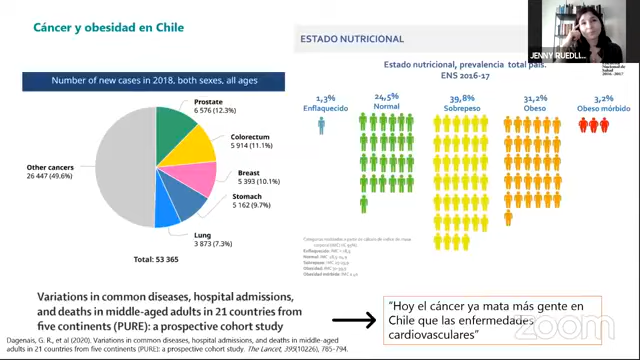 Cáncer y obesidad en Chile
Number of new cases in 2018, both sexes, all ages
Prostate
6 576 (12.3%)
Colorectum
5 914 (11.1%)
Breast
5 393 (10.1%)
Stomach
5 162 (9.7%)
Lung
3 873 (7.3%)
Other cancers
26 447 (49.6%)
Total: 53 365
ESTADO NUTRICIONAL
Estado nutricional, prevalencia total país.
ENS 2016-17
1,3%
Enflaquecido
24,5%
Normal
39,8%
Sobrepeso
31,2%
Obeso
3,2%
Obeso mórbido
JENNY RUEDL...
Variations in common diseases, hospital admissions,
and deaths in middle-aged adults in 21 countries from
five continents (PURE): a prospective cohort study
Dagenais, G. R., et al (2020). Variations in common diseases, hospital admissions, and deaths in middle-aged
adults in 21 countries from five continents (PURE): a prospective cohort study. The Lancet, 395(10226), 785-794.
“Hoy el cáncer ya mata más gente en
Chile que las enfermedades
cardiovasculares”
zoom